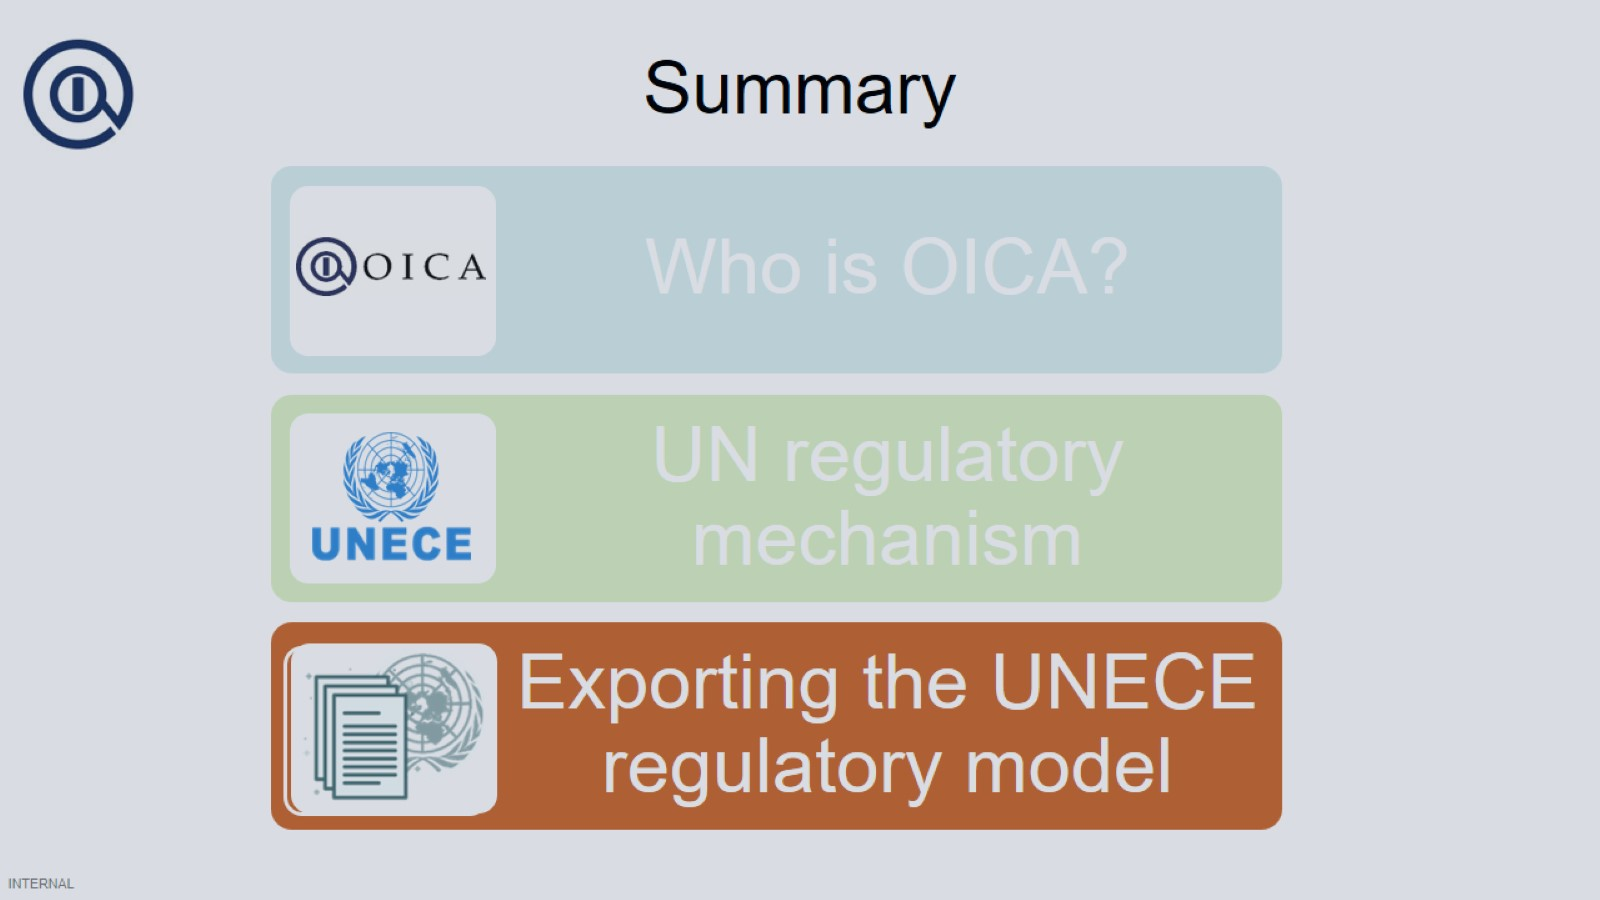 Summary
OICA
Who is OICA?
UNECE
UN regulatory
mechanism
Exporting the UNECE
regulatory model
INTERNAL